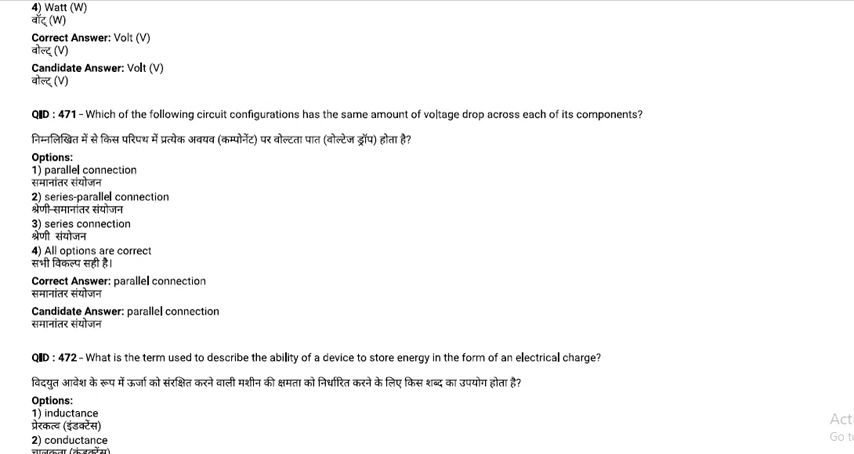 4) Watt (W)
वॉट् (W)
Correct Answer: Volt (V)
वोल्ट् (V)
Candidate Answer: Volt (V)
वोल्ट् (V)
QID : 471 - Which of the following circuit configurations has the same amount of voltage drop across each of its components?
निम्नलिखित में से किस परिपथ में प्रत्येक अवयव (कम्पोनेंट) पर वोल्टता पात (वोल्टेज ड्रॉप) होता है?
Options:
1) parallel connection
समानांतर संयोजन
2) series-parallel connection
श्रेणी-समानांतर संयोजन
3) series connection
श्रेणी संयोजन
4) All options are correct
सभी विकल्प सही है।
Correct Answer: parallel connection
समानांतर संयोजन
Candidate Answer: parallel connection
समानांतर संयोजन
QID : 472 - What is the term used to describe the ability of a device to store energy in the form of an electrical charge?
विदयुत आवेश के रूप में ऊर्जा को संरक्षित करने वाली मशीन की क्षमता को निर्धारित करने के लिए किस शब्द का उपयोग होता है?
Options:
1) inductance
प्रेरकत्व (इंडक्टेंस)
2) conductance
चालकता (कंडक्टेंस)
Act
Go to